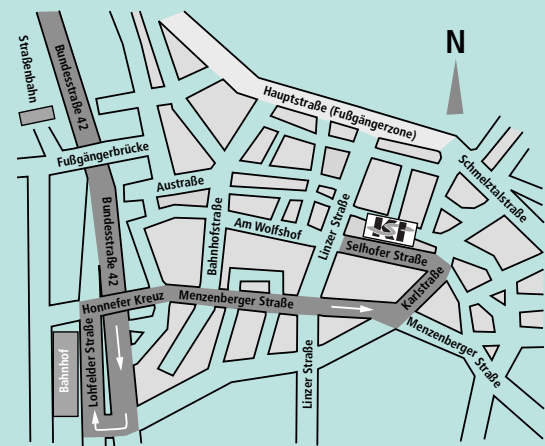 N
Straßenbahn
Bundesstraße 42
Hauptstraße (Fußgängerzone)
Fußgängerbrücke
Schmelztalstraße
Austraße
Bundesstraße 42
Bahnhofstraße
Am Wolfshof
Linzer Straße
KSI
Selhofer Straße
Karlstraße
Honnefer Kreuz
Menzenberger Straße
Menzenberger Straße
Lohfelder Straße
Bahnhof
Linzer Straße